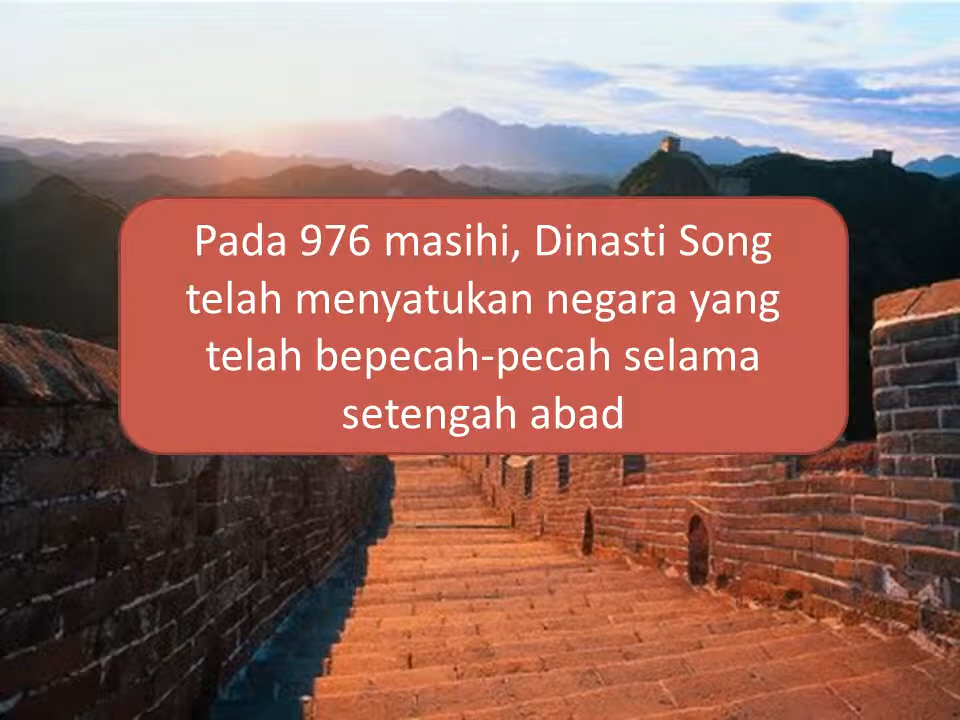 Pada 976 masihi, Dinasti Song
telah menyatukan negara yang
telah bepecah-pecah selama
setengah abad